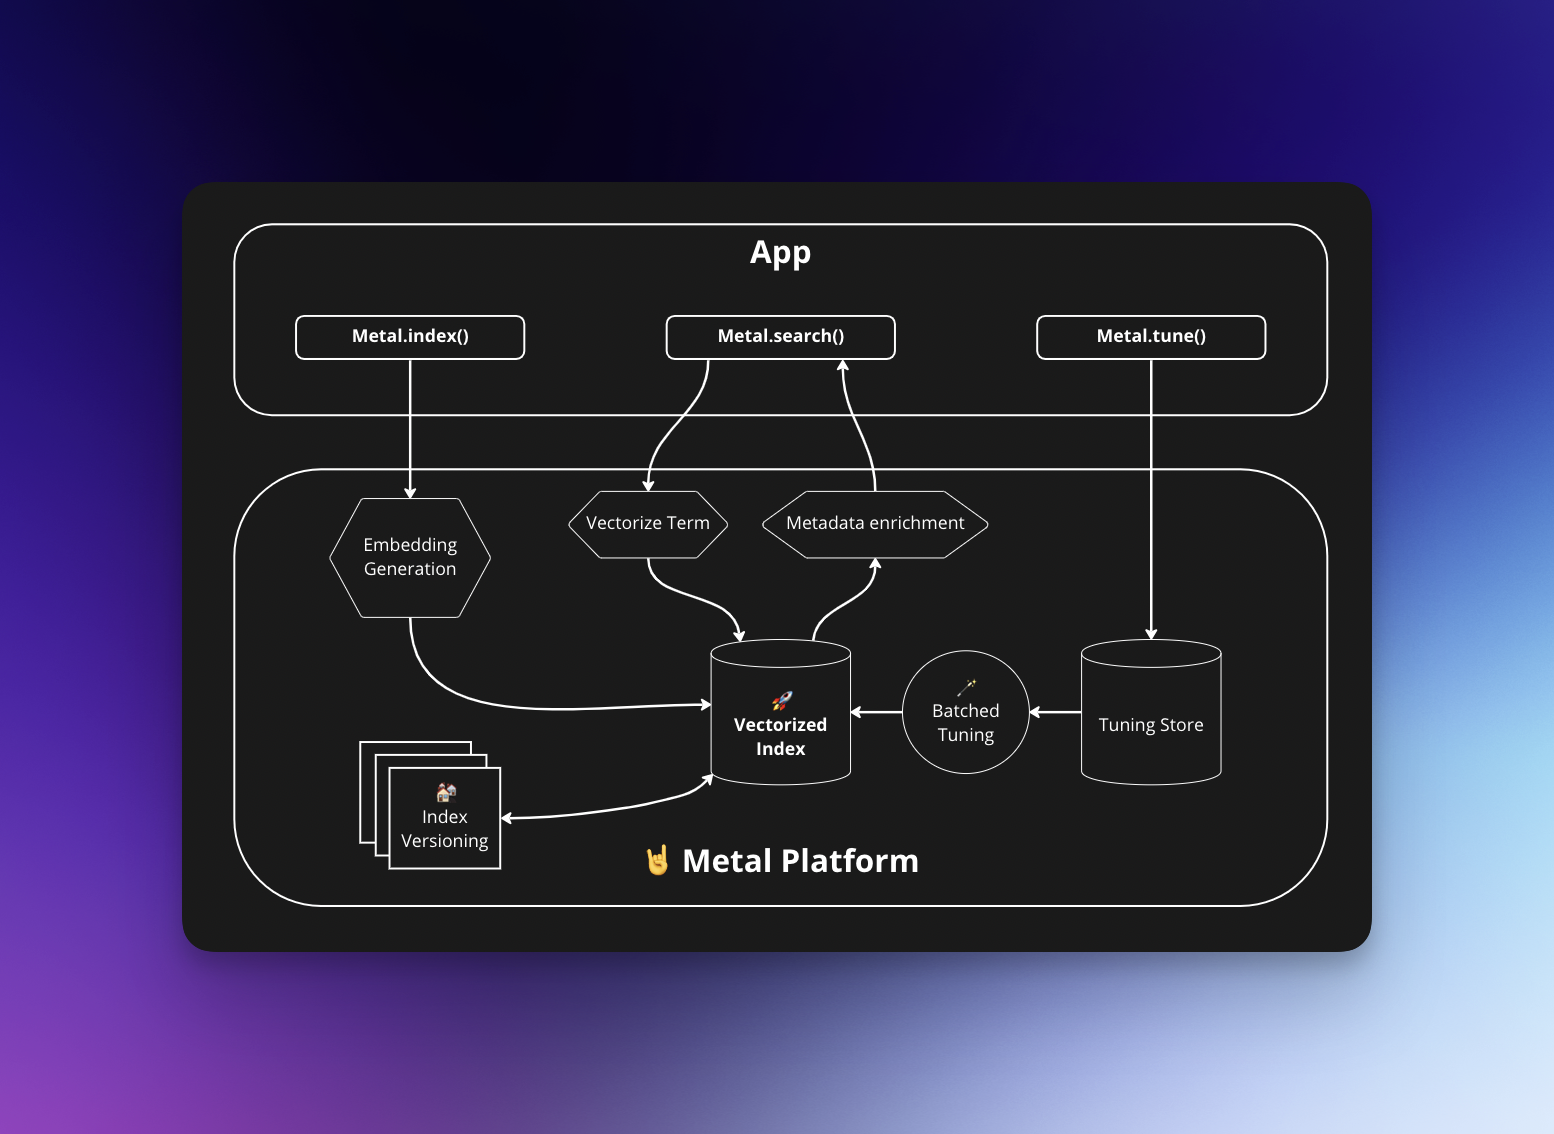 App
Metal.index()
Metal.search()
Metal.tune()
Vectorize Term
Metadata enrichment
Embedding
Generation
🚀
Vectorized
Index
🪄
Batched
Tuning
Tuning Store
🏘️
Index
Versioning
🤘 Metal Platform